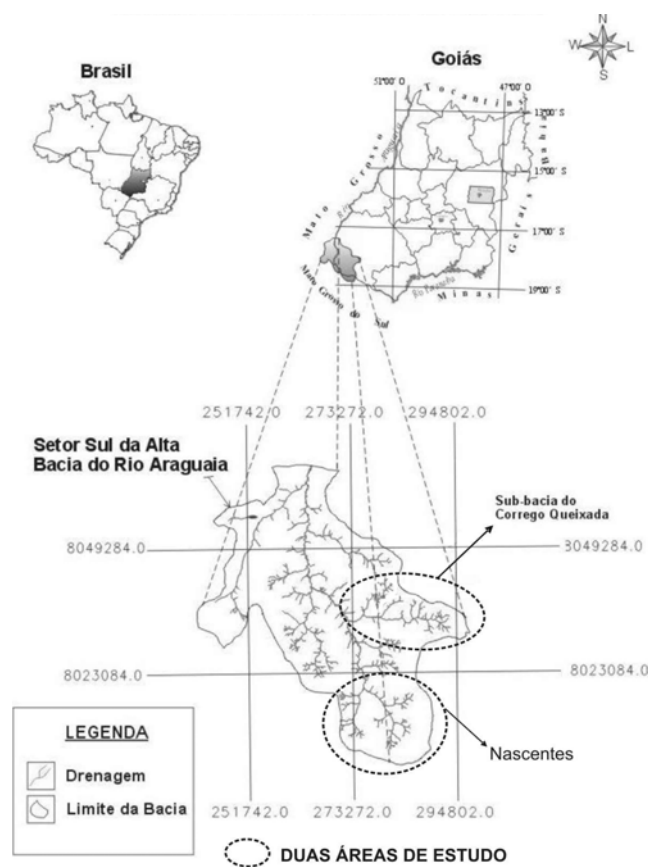 N
W
L
S
Brasil
Goiás
51°00' O
47°00' O
Tocantins
13°00' S
Bahia
15°00' S
Mato Grosso
Gerais
17°00' S
19°00' S
Mato Grosso do Sul
Minas
251742.0
273272.0
294802.0
Setor Sul da Alta
Bacia do Rio Araguaia
Sub-bacia do
Corrego Queixada
8049284.0
8049284.0
8023084.0
8023084.0
LEGENDA
Drenagem
Limite da Bacia
Nascentes
251742.0
273272.0
294802.0
DUAS ÁREAS DE ESTUDO